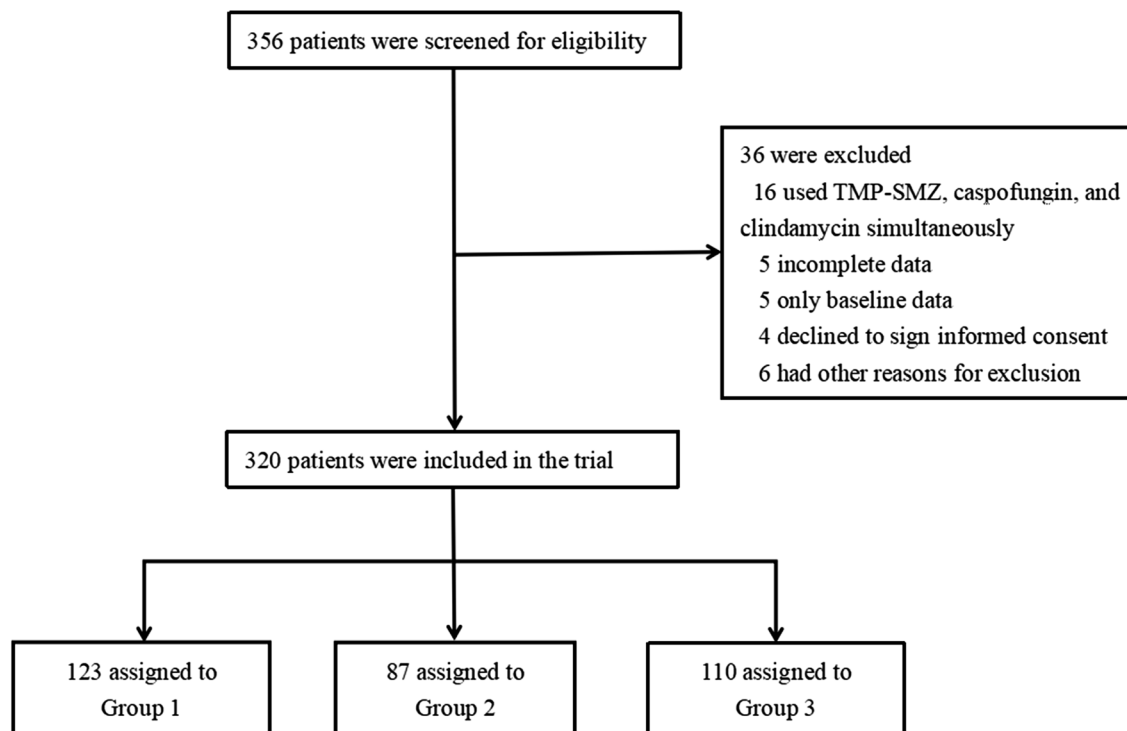 356 patients were screened for eligibility
36 were excluded
16 used TMP-SMZ, caspofungin, and
clindamycin simultaneously
5 incomplete data
5 only baseline data
4 declined to sign informed consent
6 had other reasons for exclusion
320 patients were included in the trial
123 assigned to
Group 1
87 assigned to
Group 2
110 assigned to
Group 3